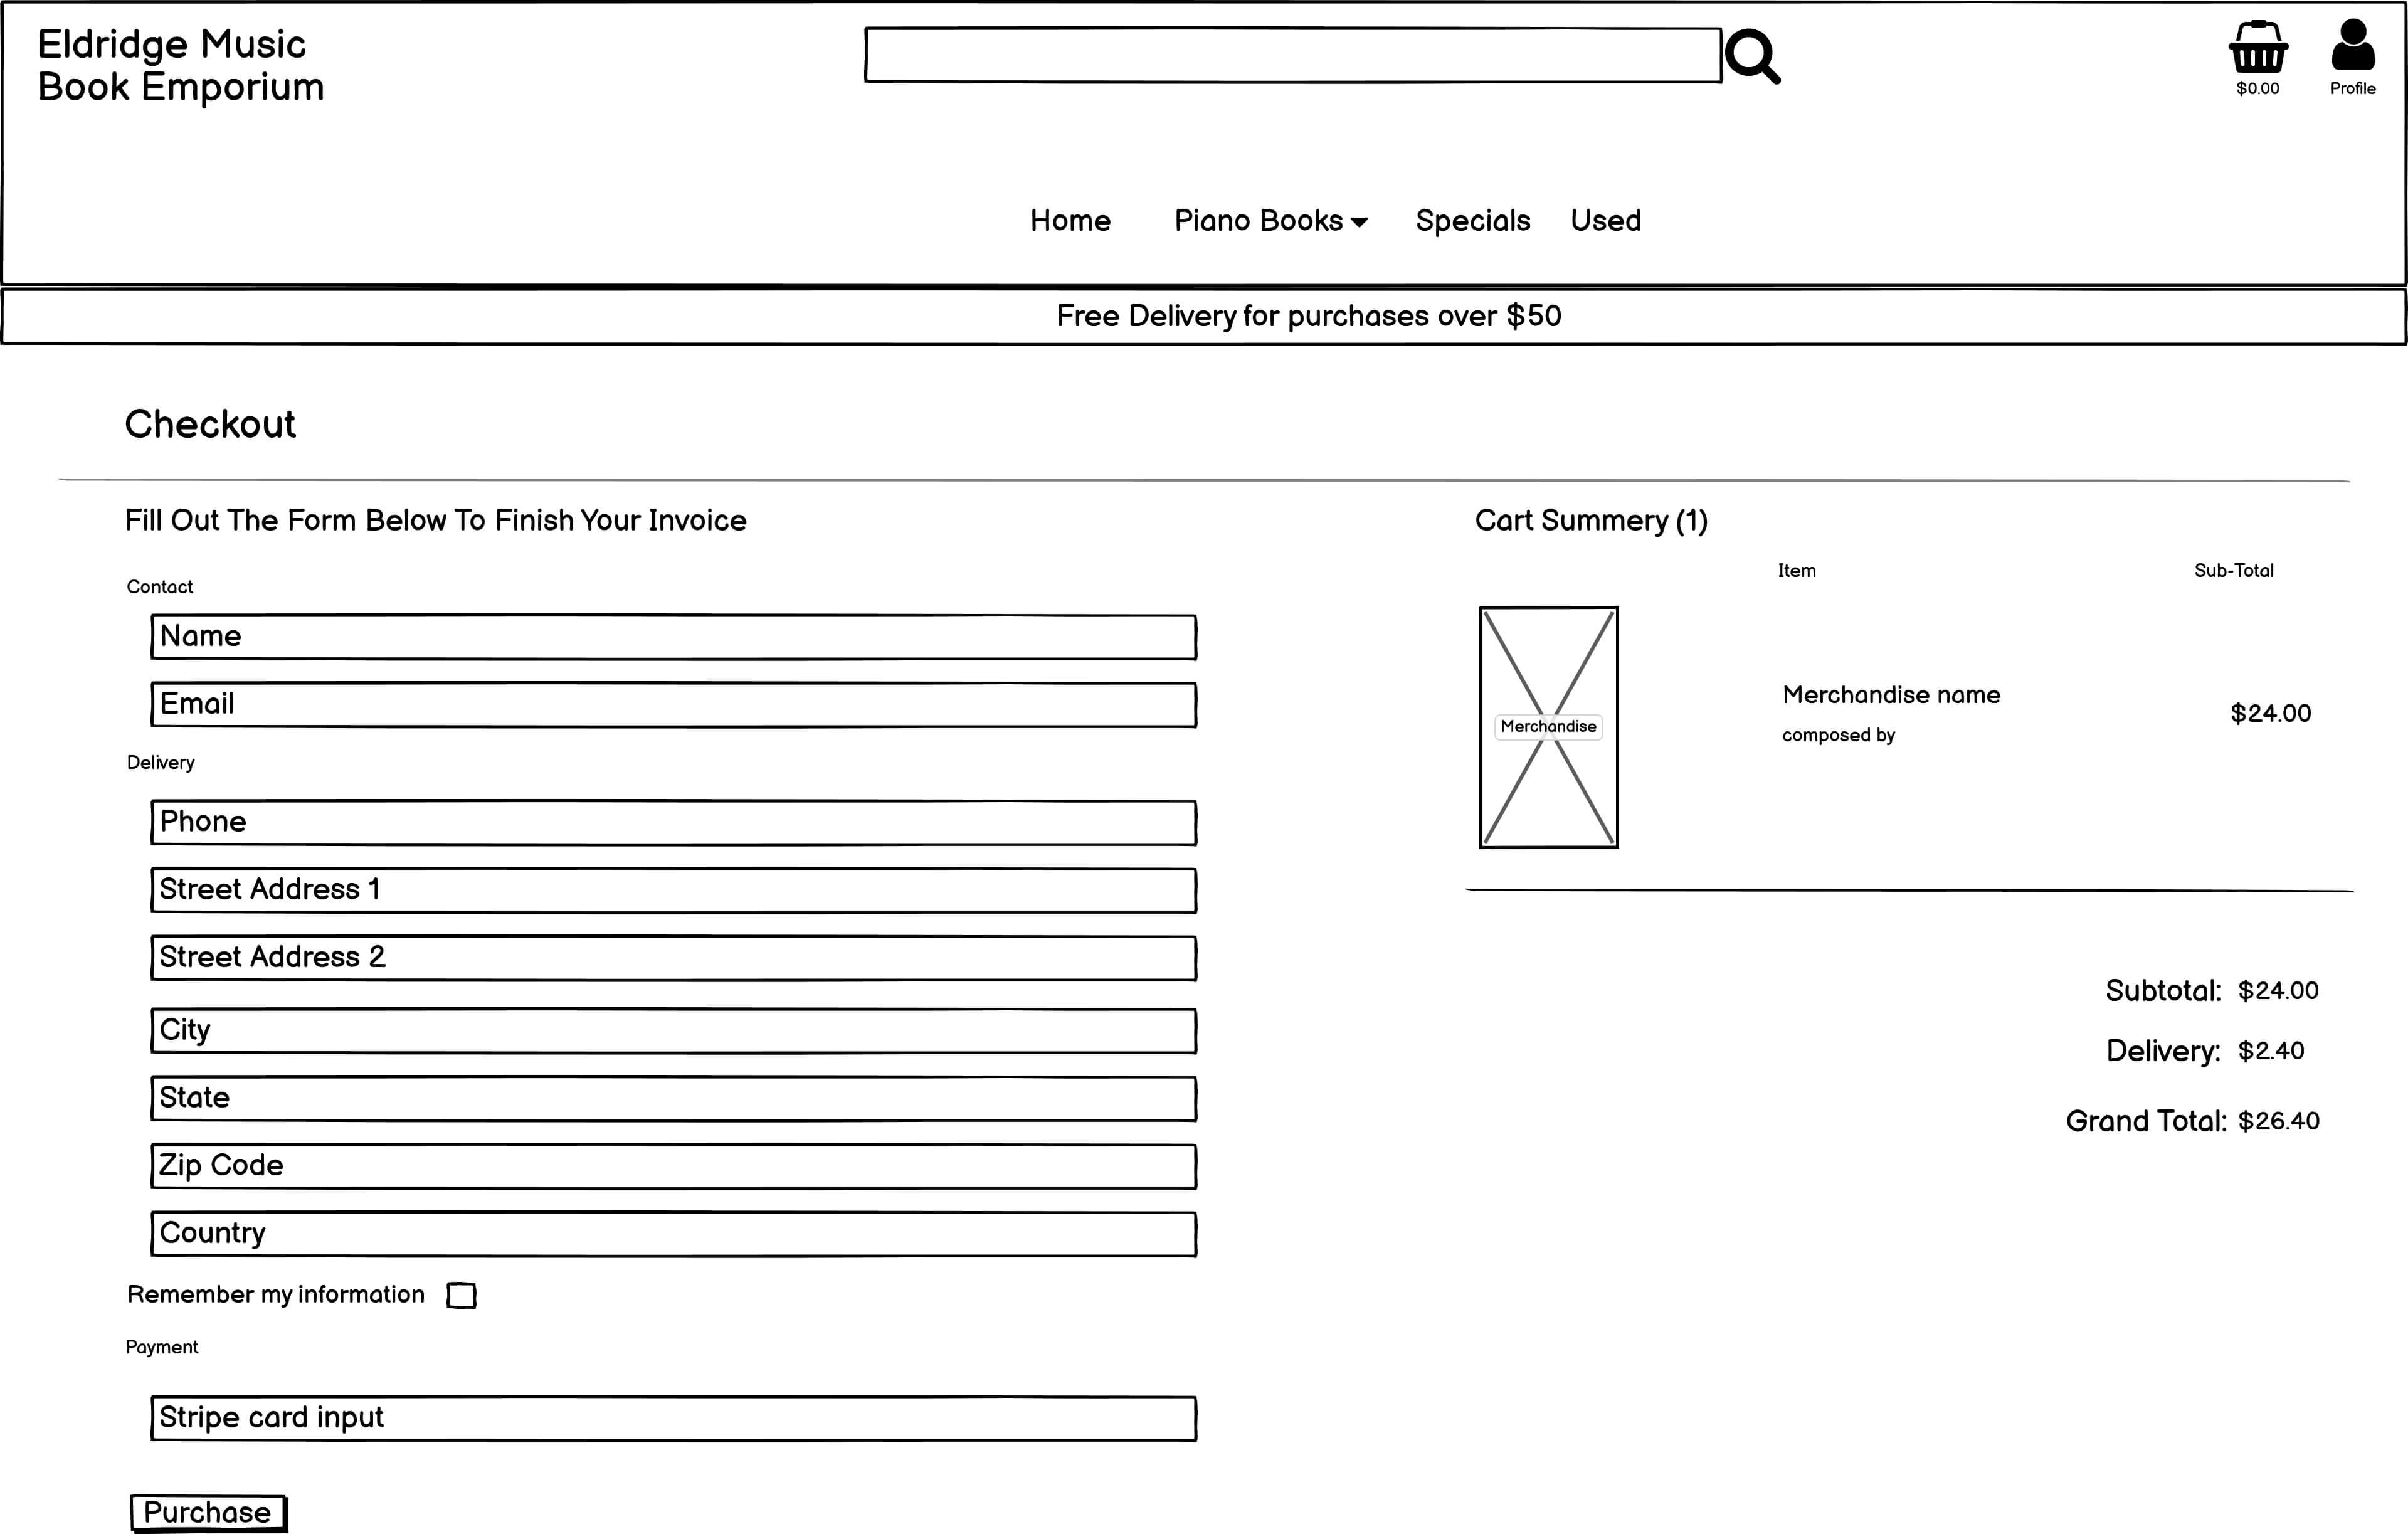 Eldridge Music
Book Emporium
$0.00
Profile
Home
Piano Books
Specials
Used
Free Delivery for purchases over $50
Checkout
Fill Out The Form Below To Finish Your Invoice
Contact
Name
Email
Delivery
Phone
Street Address 1
Street Address 2
City
State
Zip Code
Country
Remember my information
Payment
Stripe card input
Purchase
Cart Summery (1)
Item
Sub-Total
Merchandise
Merchandise name
composed by
$24.00
Subtotal: $24.00
Delivery: $2.40
Grand Total: $26.40